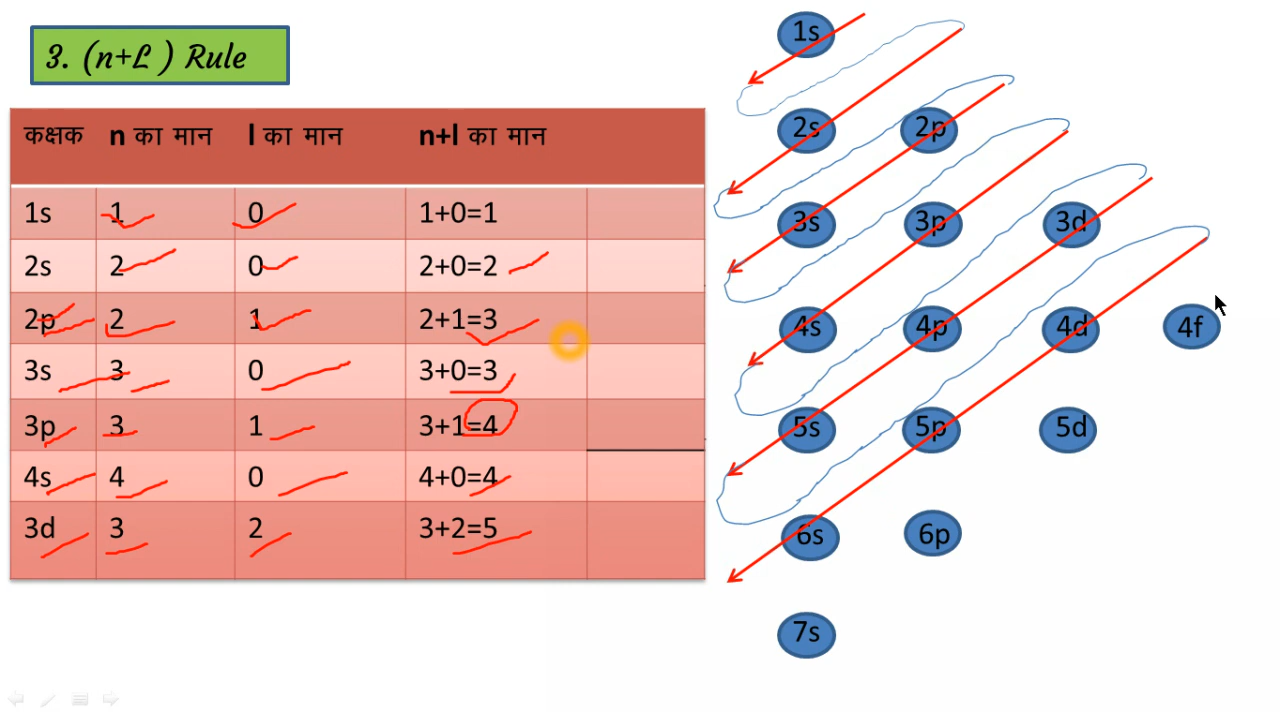 3. (n+L ) Rule
कक्षक n का मान l का मान n+l का मान
1s 1 0 1+0=1
2s 2 0 2+0=2
2p 2 1 2+1=3
3s 3 0 3+0=3
3p 3 1 3+1=4
4s 4 0 4+0=4
3d 3 2 3+2=5
1s
2s 2p
3s 3p 3d
4s 4p 4d 4f
5s 5p 5d
6s 6p
7s